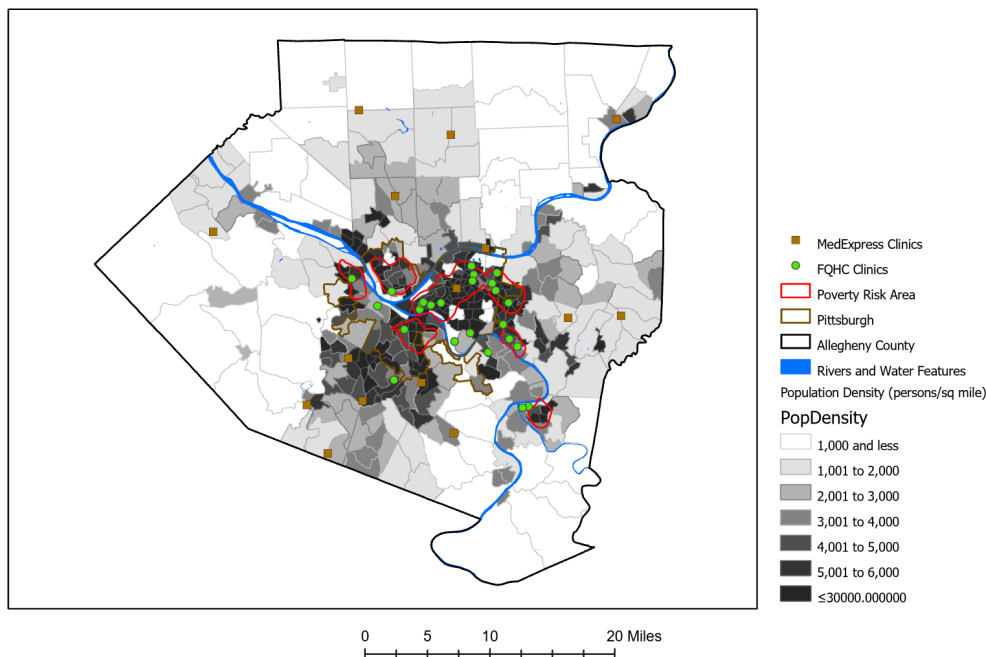 MedExpress Clinics
FQHC Clinics
Poverty Risk Area
Pittsburgh
Allegheny County
Rivers and Water Features
Population Density (persons/sq mile)
PopDensity
1,000 and less
1,001 to 2,000
2,001 to 3,000
3,001 to 4,000
4,001 to 5,000
5,001 to 6,000
≤30000.000000
0 5 10 20 Miles